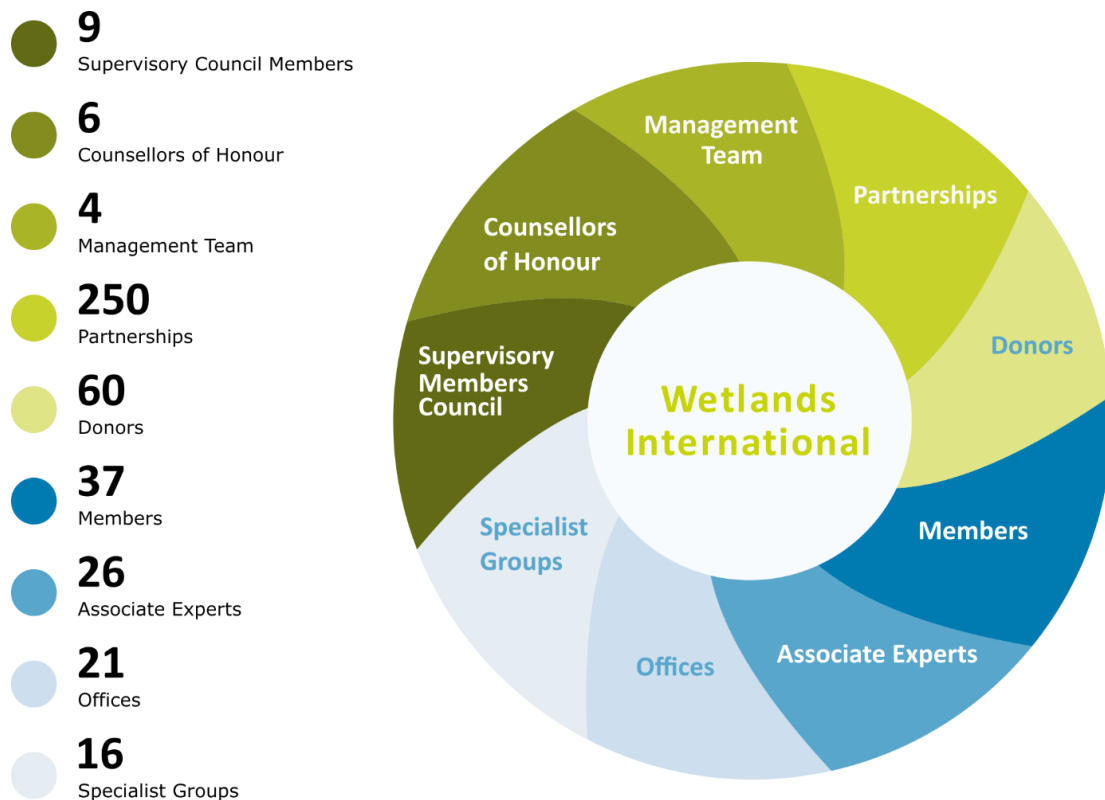 9
Supervisory Council Members
6
Counsellors of Honour
4
Management Team
250
Partnerships
60
Donors
37
Members
26
Associate Experts
21
Offices
16
Specialist Groups
Management
Team
Partnerships
Counsellors
of Honour
Donors
Supervisory
Members
Council
Wetlands
International
Specialist
Groups
Members
Associate Experts
Offices